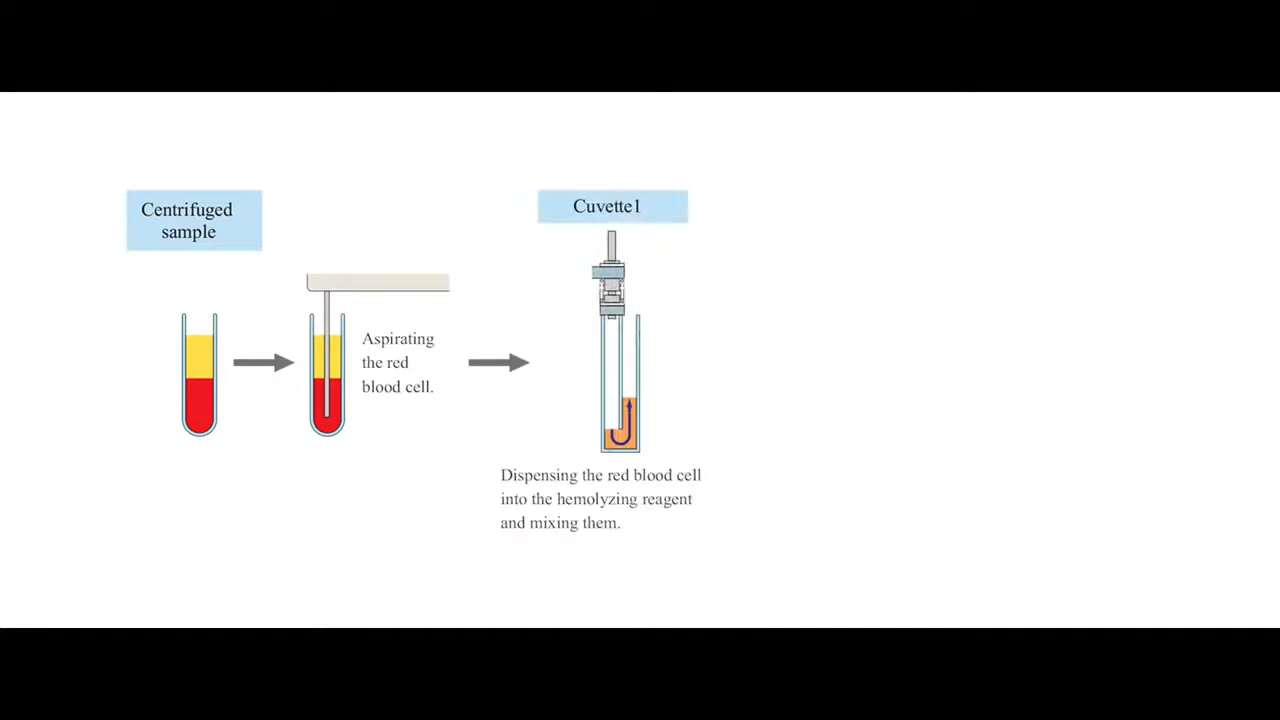 Centrifuged
sample
Aspirating
the red
blood cell.
Cuvette1
Dispensing the red blood cell
into the hemolyzing reagent
and mixing them.